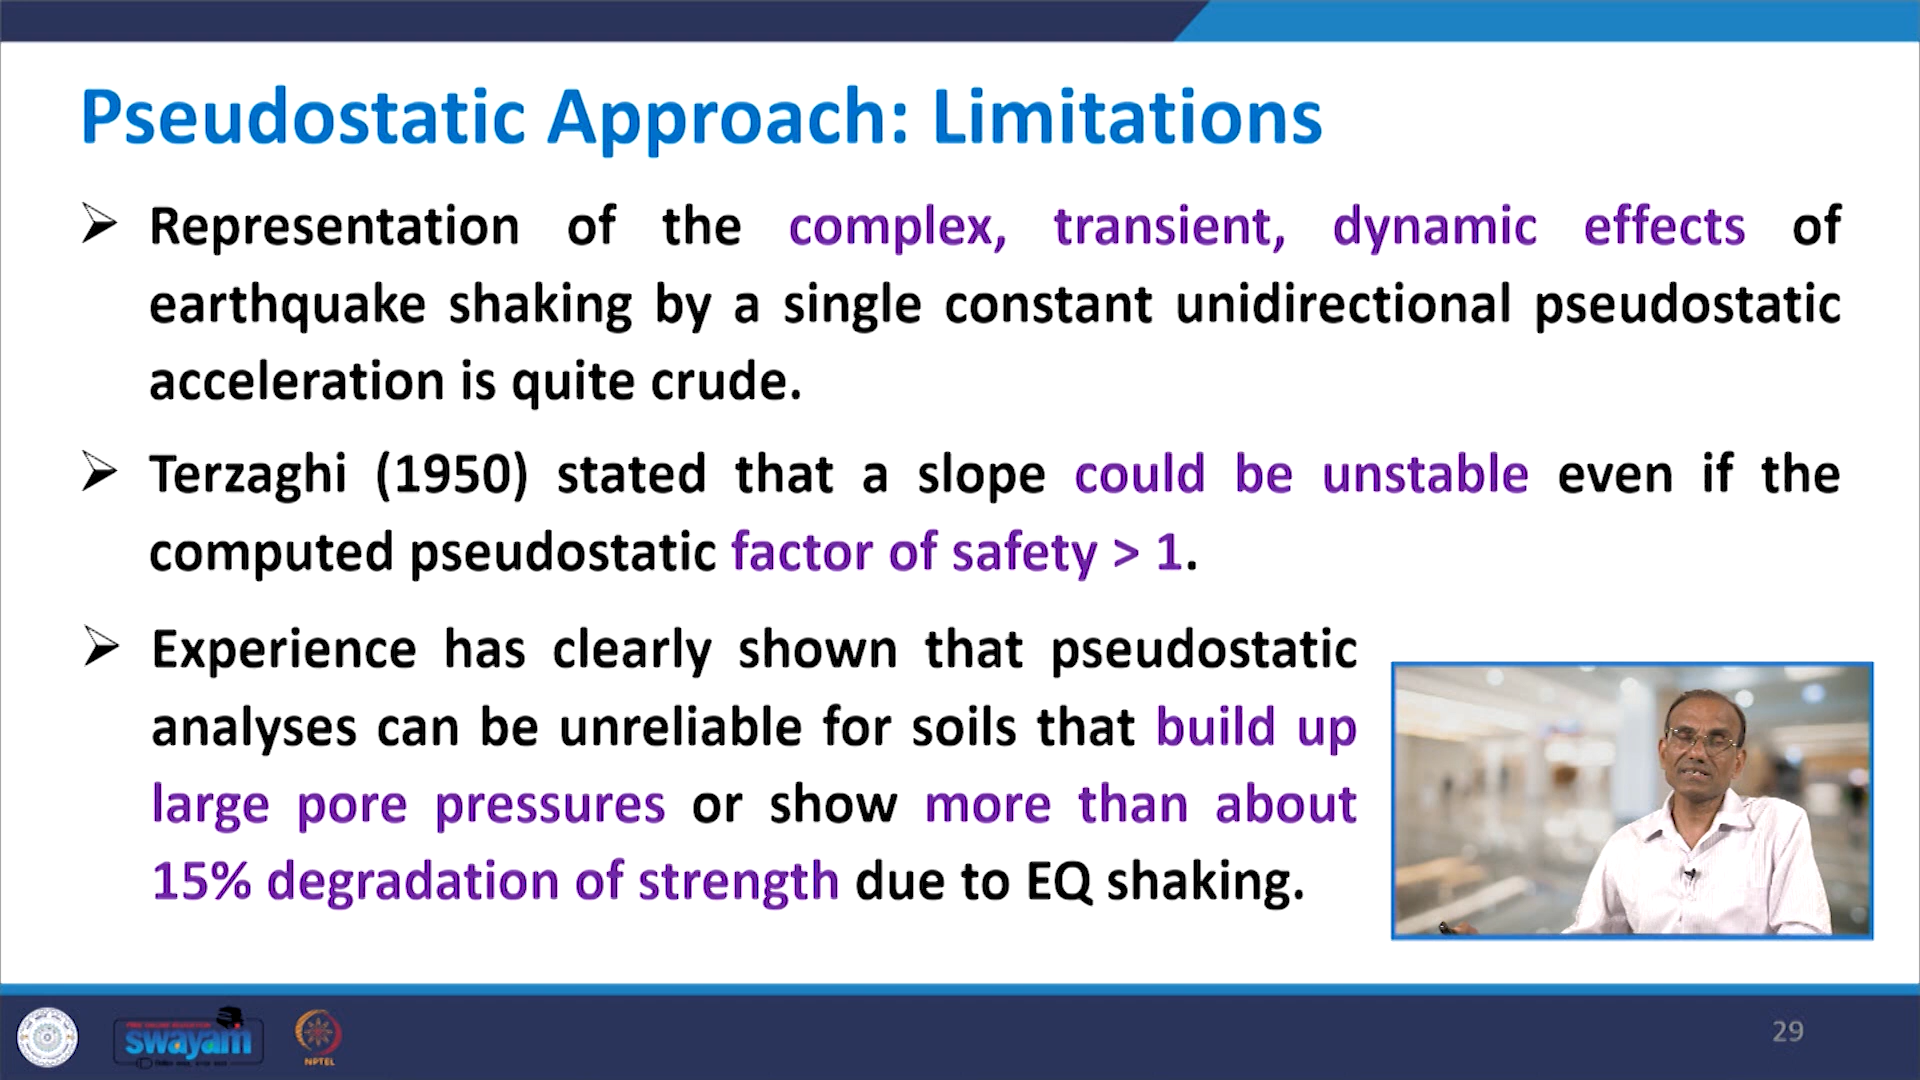 Pseudostatic Approach: Limitations
Representation of the complex, transient, dynamic effects of
earthquake shaking by a single constant unidirectional pseudostatic
acceleration is quite crude.
Terzaghi (1950) stated that a slope could be unstable even if the
computed pseudostatic factor of safety > 1.
Experience has clearly shown that pseudostatic
analyses can be unreliable for soils that build up
large pore pressures or show more than about
15% degradation of strength due to EQ shaking.
swayam
NPTEL
29